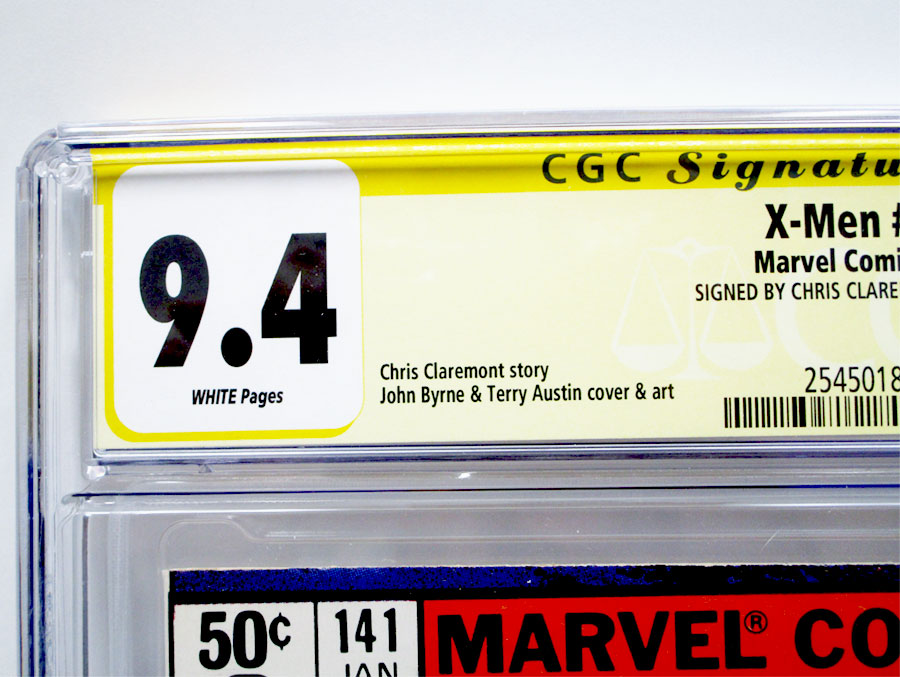 CGC Signatu
X-Men #
Marvel Comi
SIGNED BY CHRIS CLARE
9.4
WHITE Pages
Chris Claremont story
John Byrne & Terry Austin cover & art
2545018
50¢
141
JAN
MARVEL® CO